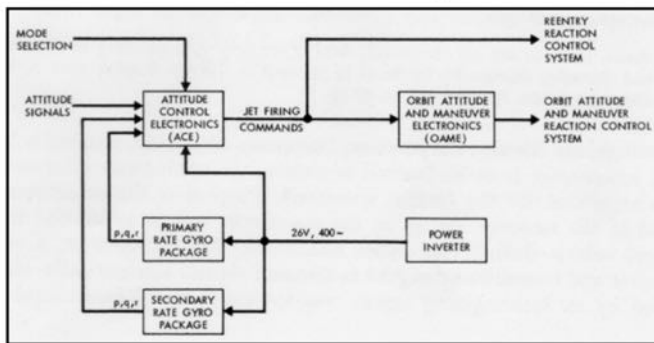 MODE
SELECTION
REENTRY
REACTION
CONTROL
SYSTEM
ATTITUDE
SIGNALS
ATTITUDE
CONTROL
ELECTRONICS
(ACE)
JET FIRING
COMMANDS
ORBIT ATTITUDE
AND MANEUVER
ELECTRONICS
(OAME)
ORBIT ATTITUDE
AND MANEUVER
REACTION CONTROL
SYSTEM
p,q,r
PRIMARY
RATE GYRO
PACKAGE
26V, 400~
POWER
INVERTER
p,q,r
SECONDARY
RATE GYRO
PACKAGE